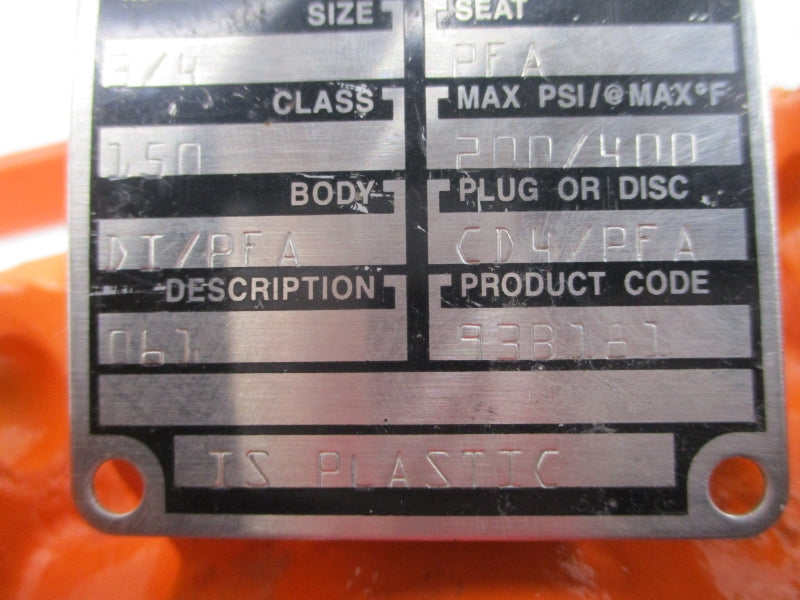 SIZE SEAT
3/4 PFA
CLASS MAX PSI/@MAX°F
150 200/400
BODY PLUG OR DISC
DI/PFA CD4/PFA
DESCRIPTION PRODUCT CODE
061 93B181
IS PLASTIC